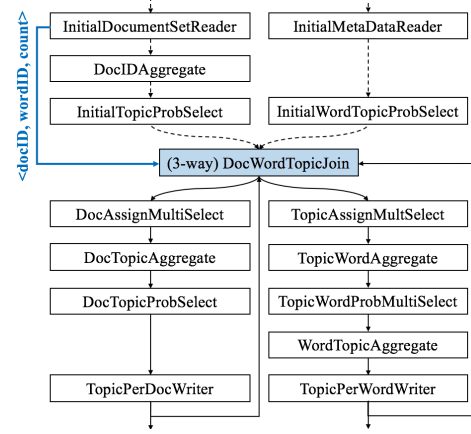 <docID, wordID, count>
InitialDocumentSetReader
DocIDAggregate
InitialTopicProbSelect
InitialMetaDataReader
InitialWordTopicProbSelect
(3-way) DocWordTopicJoin
DocAssignMultiSelect
DocTopicAggregate
DocTopicProbSelect
TopicPerDocWriter
TopicAssignMultSelect
TopicWordAggregate
TopicWordProbMultiSelect
WordTopicAggregate
TopicPerWordWriter